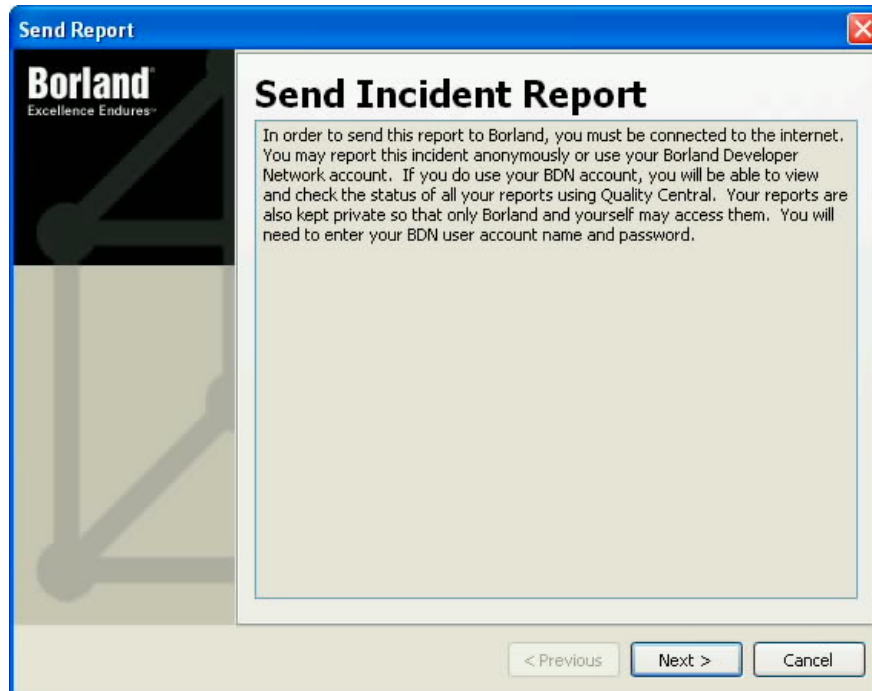 Send Report
Borland®
Excellence Endures™
Send Incident Report
In order to send this report to Borland, you must be connected to the internet.
You may report this incident anonymously or use your Borland Developer
Network account.  If you do use your BDN account, you will be able to view
and check the status of all your reports using Quality Central.  Your reports are
also kept private so that only Borland and yourself may access them.  You will
need to enter your BDN user account name and password.
< Previous
Next >
Cancel